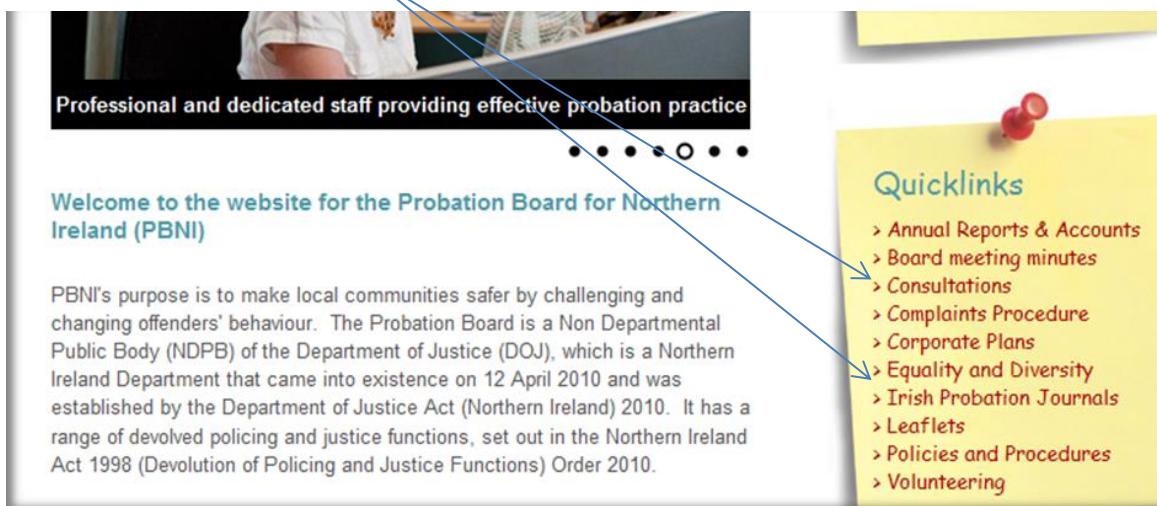 Professional and dedicated staff providing effective probation practice
Welcome to the website for the Probation Board for Northern
Ireland (PBNI)
PBNI's purpose is to make local communities safer by challenging and
changing offenders' behaviour. The Probation Board is a Non Departmental
Public Body (NDPB) of the Department of Justice (DOJ), which is a Northern
Ireland Department that came into existence on 12 April 2010 and was
established by the Department of Justice Act (Northern Ireland) 2010. It has a
range of devolved policing and justice functions, set out in the Northern Ireland
Act 1998 (Devolution of Policing and Justice Functions) Order 2010.
Quicklinks
> Annual Reports & Accounts
> Board meeting minutes
> Consultations
> Complaints Procedure
> Corporate Plans
> Equality and Diversity
> Irish Probation Journals
> Leaflets
> Policies and Procedures
> Volunteering